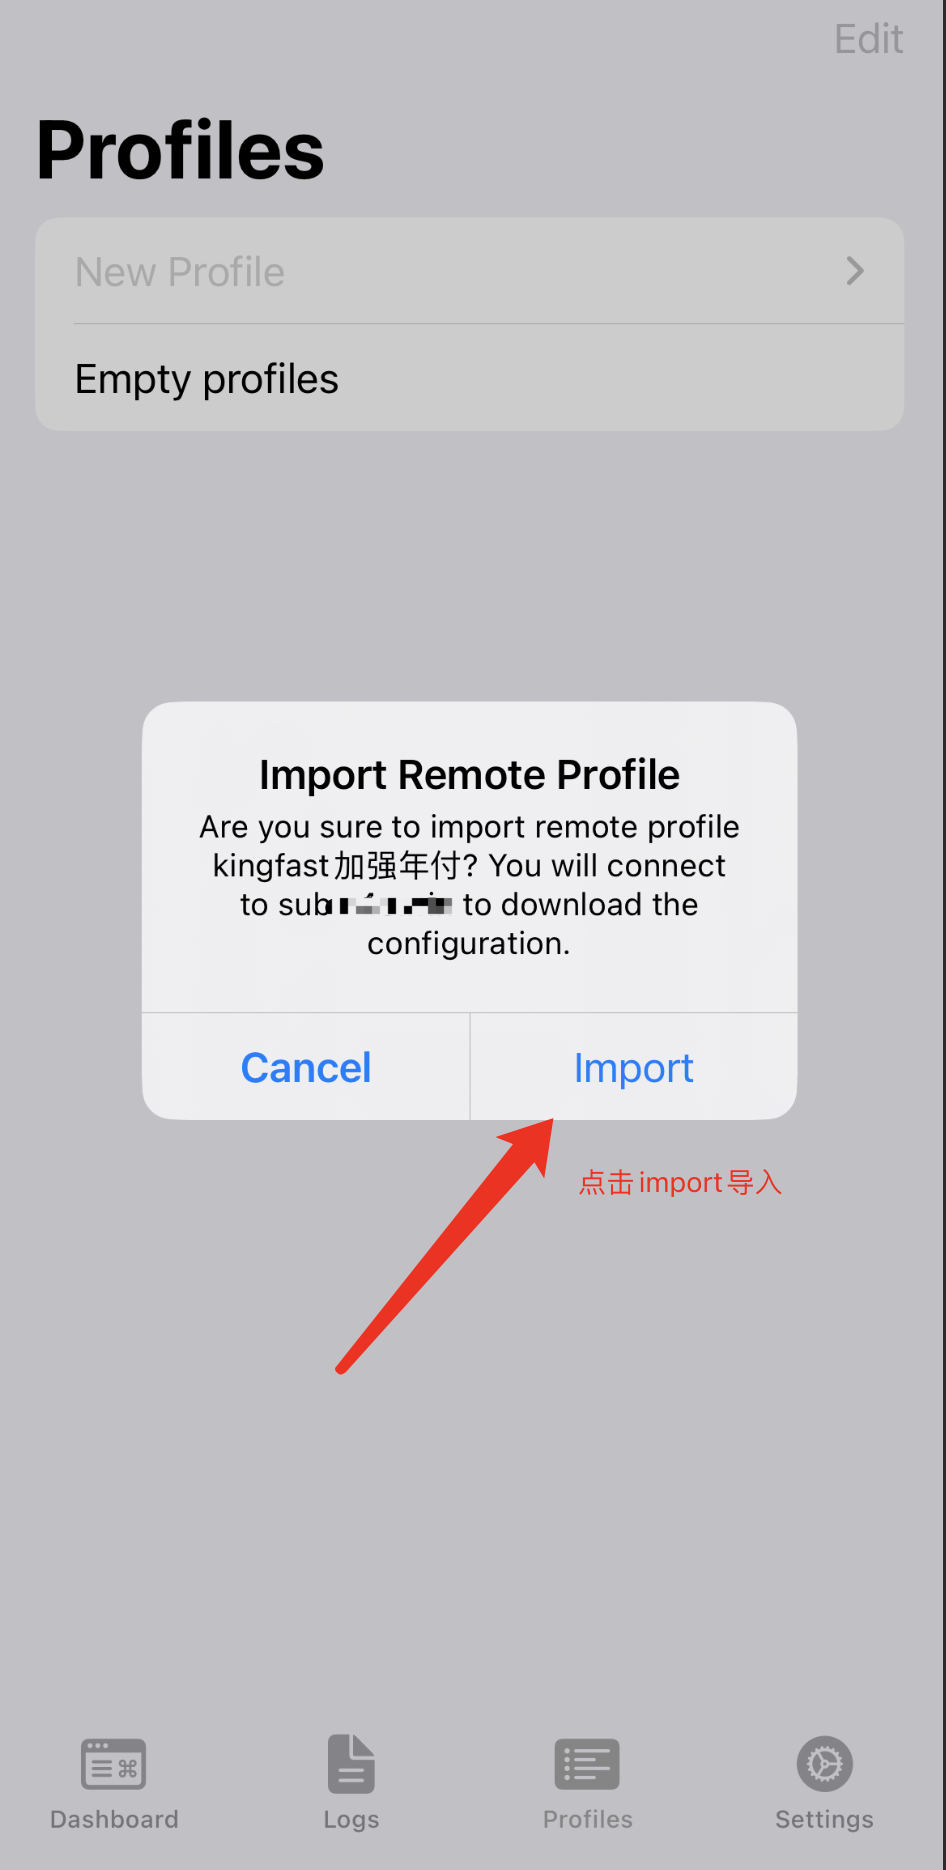 Edit
Profiles
New Profile
Empty profiles
Import Remote Profile
Are you sure to import remote profile
kingfast加强年付? You will connect
to sub to download the
configuration.
Cancel
Import
点击import导入
Dashboard
Logs
Profiles
Settings